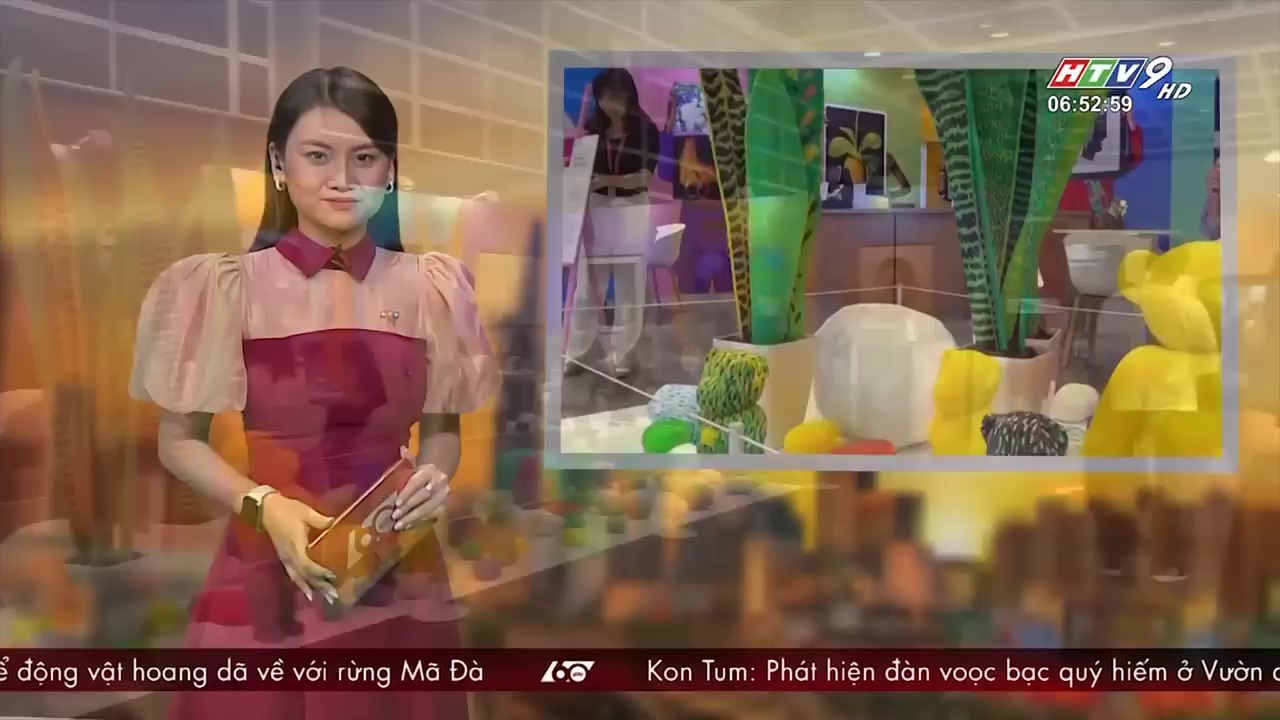 HTV9 HD
06:52:59
ể động vật hoang dã về với rừng Mã Đà
60 Kon Tum: Phát hiện đàn voọc bạc quý hiếm ở Vườn